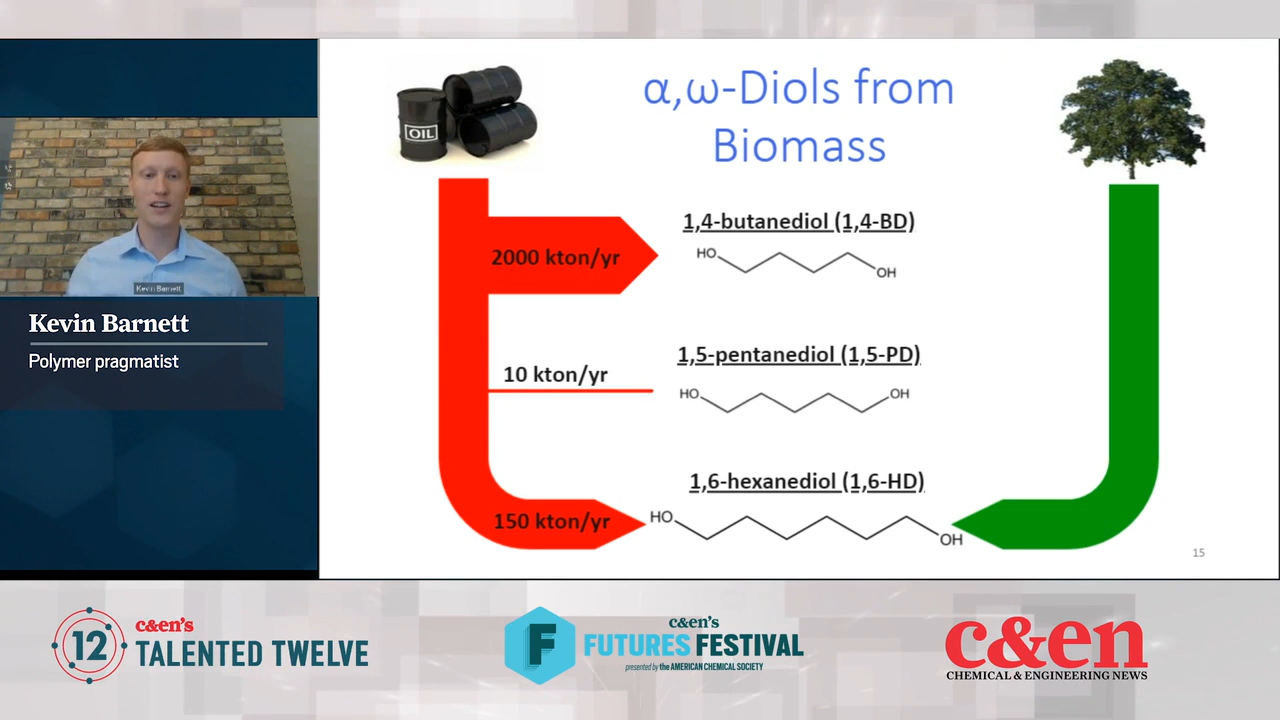 OIL
α,ω-Diols from
Biomass
1,4-butanediol (1,4-BD)
HO
OH
2000 kton/yr
1,5-pentanediol (1,5-PD)
HO
OH
10 kton/yr
1,6-hexanediol (1,6-HD)
HO
OH
150 kton/yr
15
Kevin Barnett
Kevin Barnett
Polymer pragmatist
12
c&en's
TALENTED TWELVE
F
c&en's
FUTURES FESTIVAL
presented by the AMERICAN CHEMICAL SOCIETY
c&en
CHEMICAL & ENGINEERING NEWS